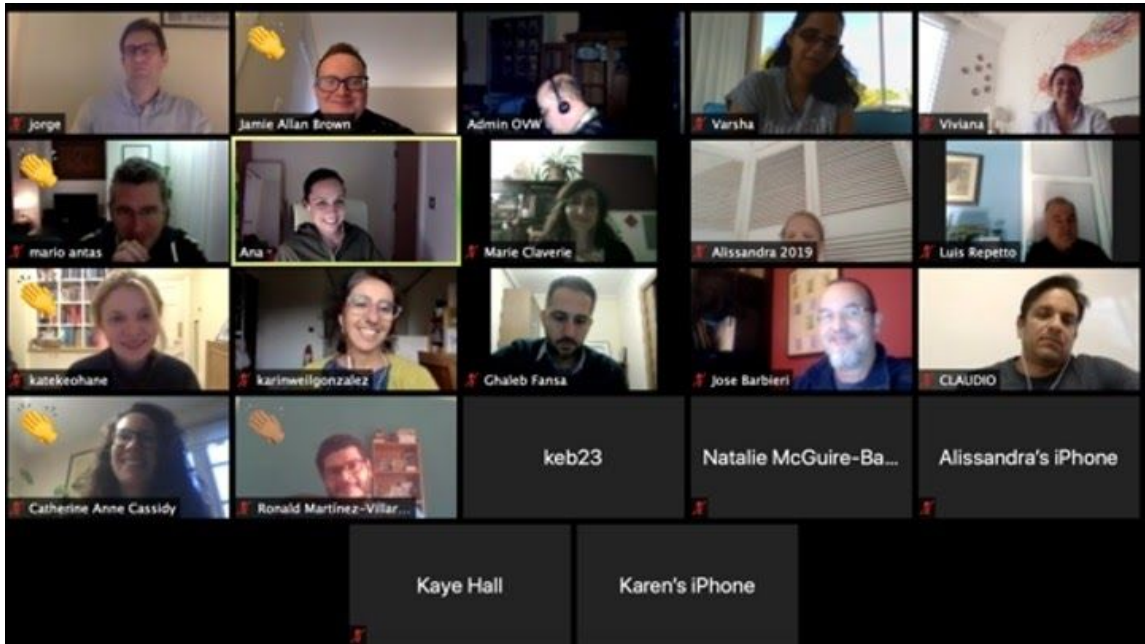 jorge
Jamie Allan Brown
Admin OVW
Varsha
Viviana
mario antas
Ana
Marie Claverie
Alissandra 2019
Luis Repetto
katekeohane
karinweilgonzalez
Ghaleb Fansa
Jose Barbieri
CLAUDIO
Catherine Anne Cassidy
Ronald Martínez-Villar...
keb23
Natalie McGuire-Ba...
Alissandra's iPhone
Kaye Hall
Karen's iPhone